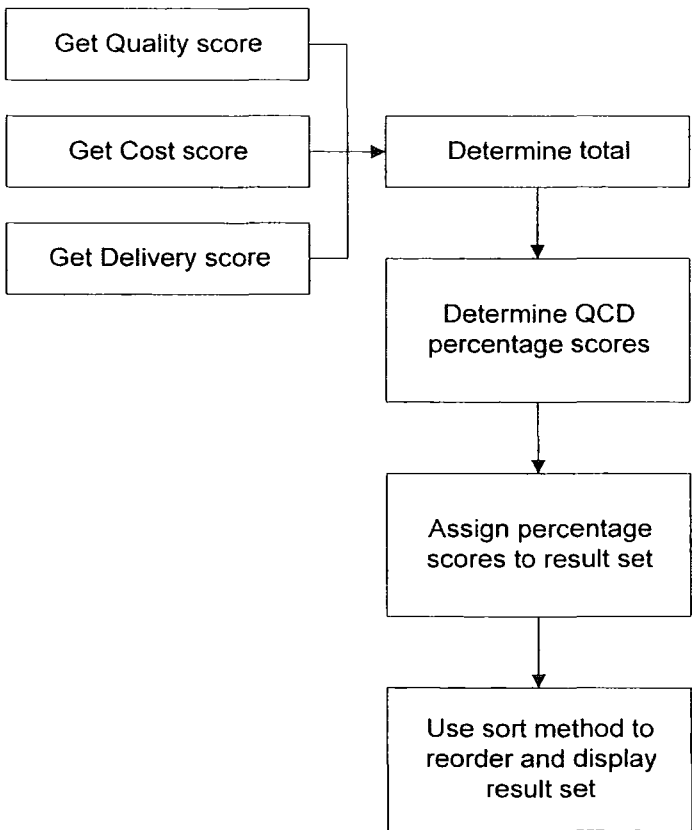 Get Quality score
Get Cost score
Determine total
Get Delivery score
Determine QCD
percentage scores
Assign percentage
scores to result set
Use sort method to
reorder and display
result set